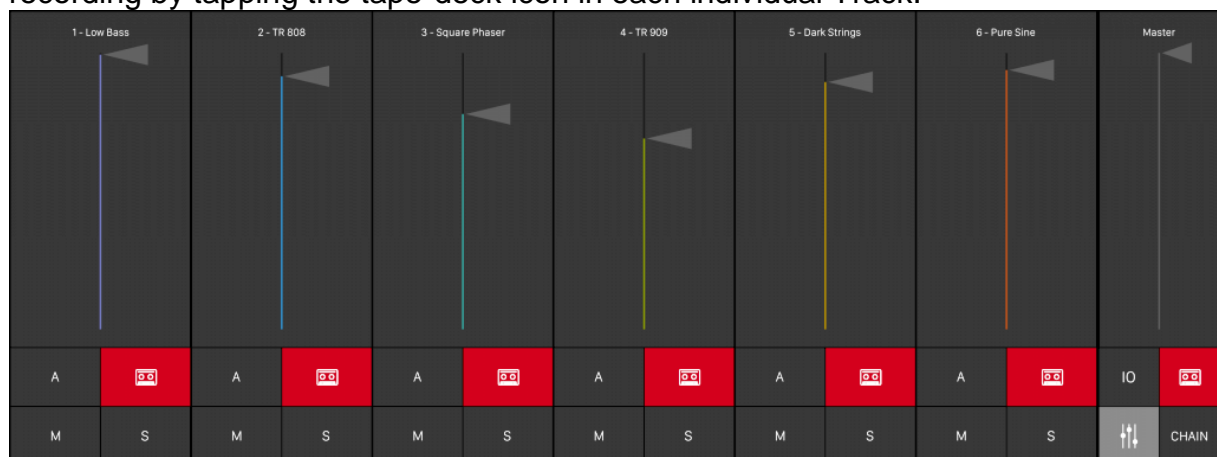 recording by tapping the tape-deck icon in each individual Track.
1 - Low Bass 2 - TR 808 3 - Square Phaser 4 - TR 909 5 - Dark Strings 6 - Pure Sine Master
A A A A A A IO
M S M S M S M S M S M S CHAIN